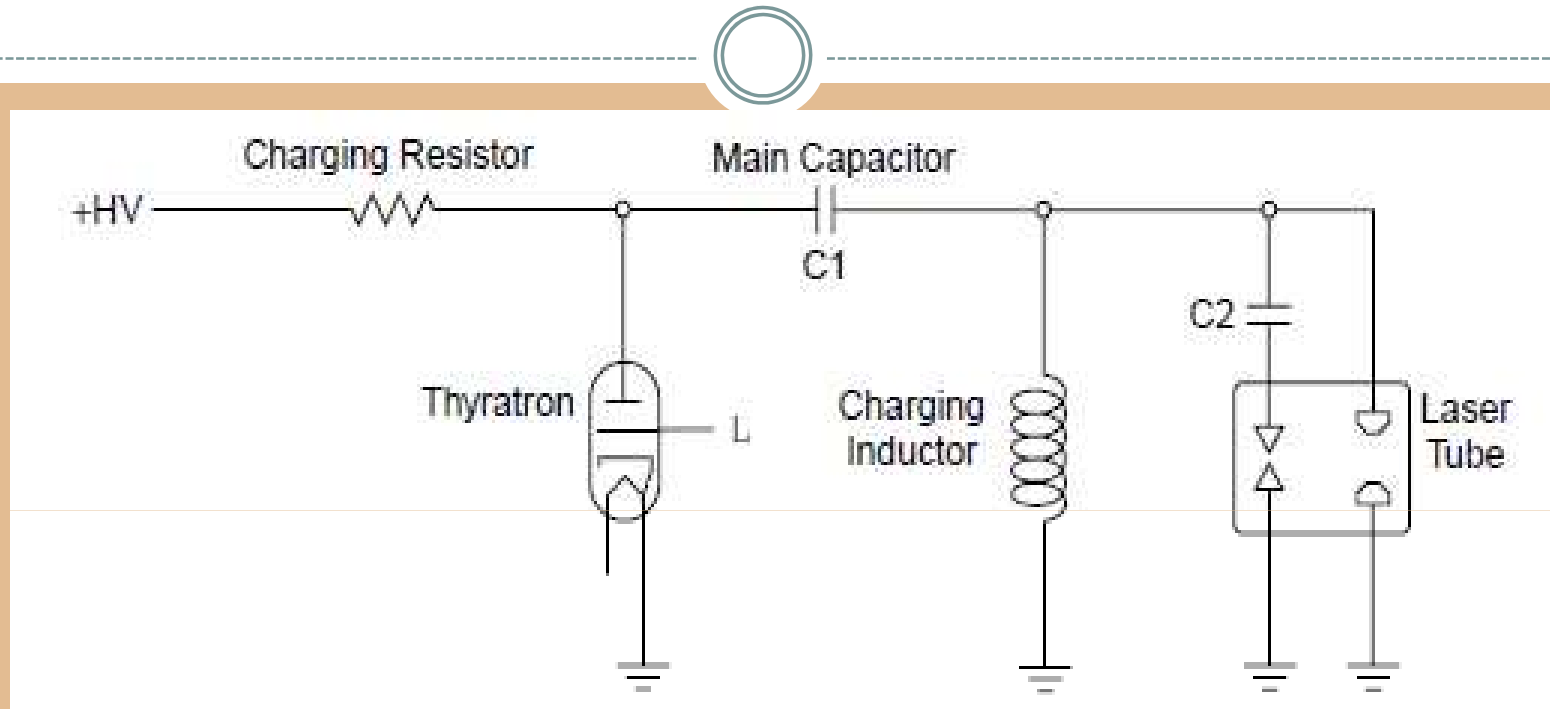 Charging Resistor
Main Capacitor
+HV
C1
C2
Thyratron
L
Charging
Inductor
Laser
Tube